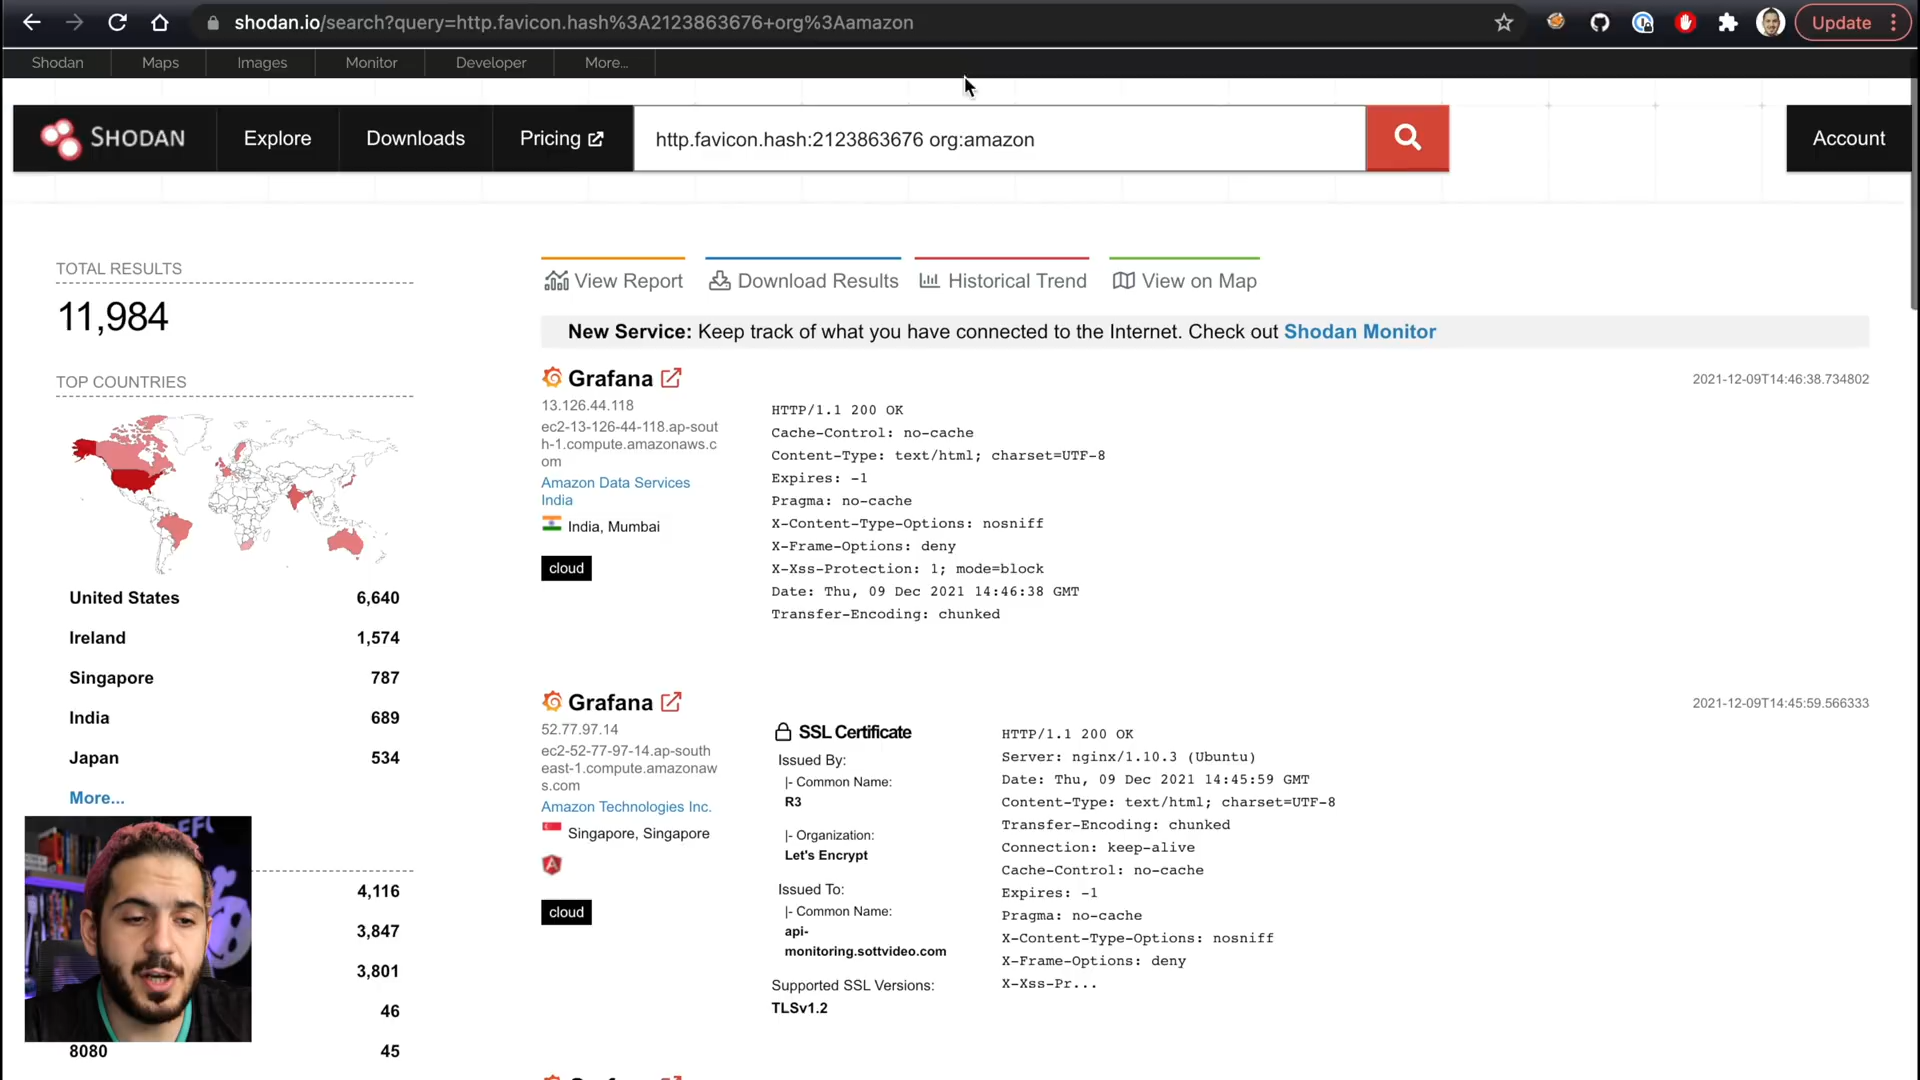 shodan.io/search?query=http.favicon.hash%3A2123863676+org%3Aamazon
Update
Shodan
Maps
Images
Monitor
Developer
More...
SHODAN
Explore
Downloads
Pricing
http.favicon.hash:2123863676 org:amazon
Account
TOTAL RESULTS
11,984
TOP COUNTRIES
United States 6,640
Ireland 1,574
Singapore 787
India 689
Japan 534
More...
4,116
3,847
3,801
46
8080 45
View Report
Download Results
Historical Trend
View on Map
New Service: Keep track of what you have connected to the Internet. Check out Shodan Monitor
Grafana
2021-12-09T14:46:38.734802
13.126.44.118
ec2-13-126-44-118.ap-sout
h-1.compute.amazonaws.c
om
Amazon Data Services
India
India, Mumbai
cloud
HTTP/1.1 200 OK
Cache-Control: no-cache
Content-Type: text/html; charset=UTF-8
Expires: -1
Pragma: no-cache
X-Content-Type-Options: nosniff
X-Frame-Options: deny
X-Xss-Protection: 1; mode=block
Date: Thu, 09 Dec 2021 14:46:38 GMT
Transfer-Encoding: chunked
Grafana
2021-12-09T14:45:59.566333
52.77.97.14
ec2-52-77-97-14.ap-south
east-1.compute.amazonaw
s.com
Amazon Technologies Inc.
Singapore, Singapore
cloud
SSL Certificate
Issued By:
|- Common Name:
R3
|- Organization:
Let's Encrypt
Issued To:
|- Common Name:
api-
monitoring.sottvideo.com
Supported SSL Versions:
TLSv1.2
HTTP/1.1 200 OK
Server: nginx/1.10.3 (Ubuntu)
Date: Thu, 09 Dec 2021 14:45:59 GMT
Content-Type: text/html; charset=UTF-8
Transfer-Encoding: chunked
Connection: keep-alive
Cache-Control: no-cache
Expires: -1
Pragma: no-cache
X-Content-Type-Options: nosniff
X-Frame-Options: deny
X-Xss-Pr...